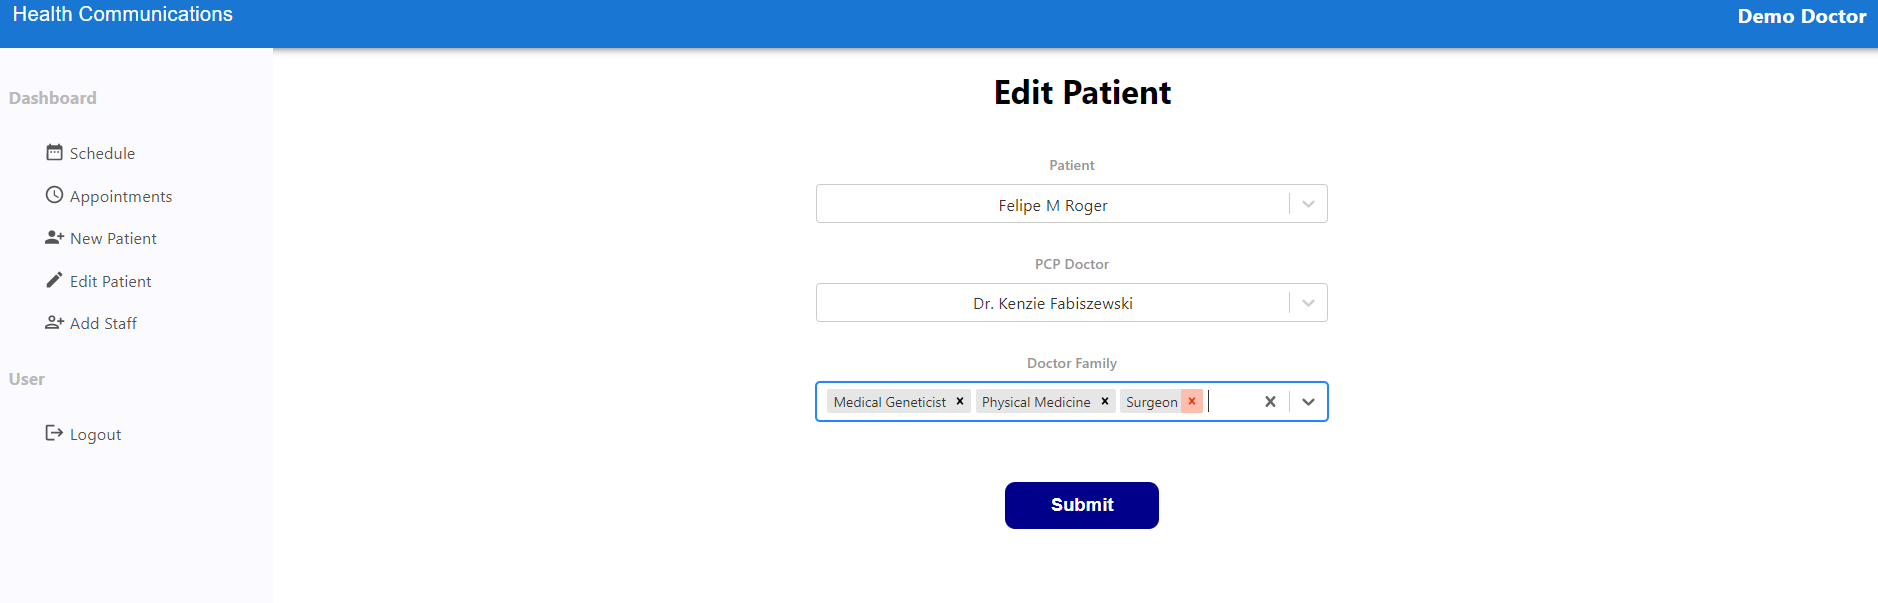 Health Communications
Demo Doctor
Dashboard
Schedule
Appointments
New Patient
Edit Patient
Add Staff
User
Logout
Edit Patient
Patient
Felipe M Roger
PCP Doctor
Dr. Kenzie Fabiszewski
Doctor Family
Medical Geneticist Physical Medicine Surgeon
Submit